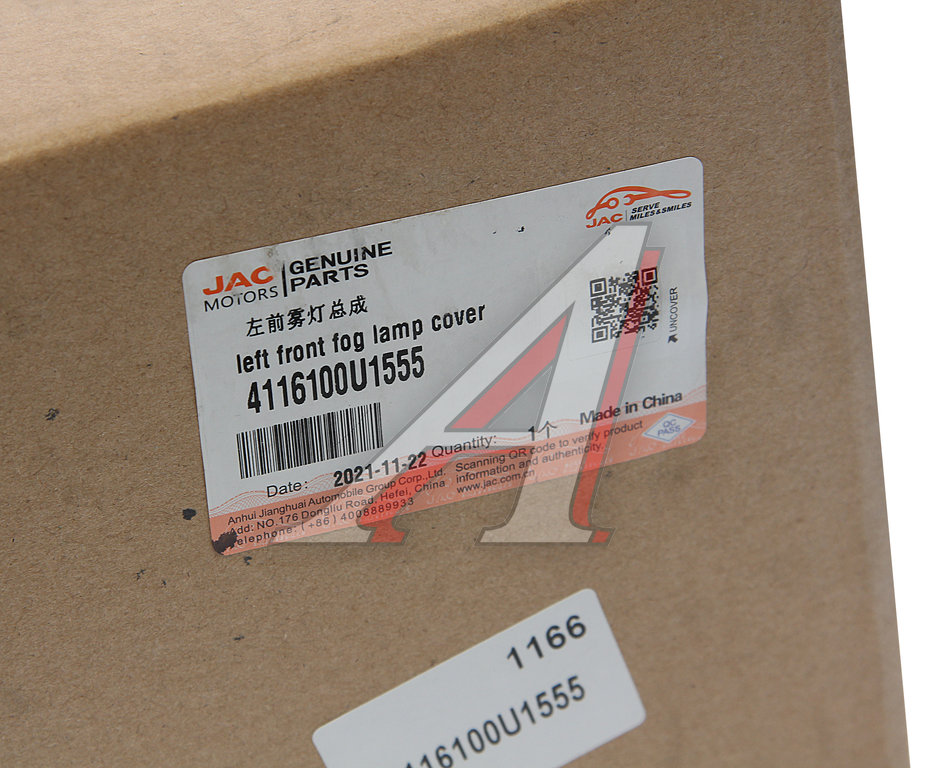 JAC
MOTORS
GENUINE
PARTS
JAC
SERVE
MILES&SMILES
左前雾灯总成
left front fog lamp cover
4116100U1555
UNCOVER
Date: 2021-11-22 Quantity: 1个 Made in China
Anhui Jianghuai Automobile Group Corp.,Ltd.
Add: NO.176 Dongliu Road, Hefei, China
Telephone: (+86) 4008889933
Scanning QR code to verify product
information and authenticity.
www.jac.com.cn
QC
PASS
1166
116100U1555